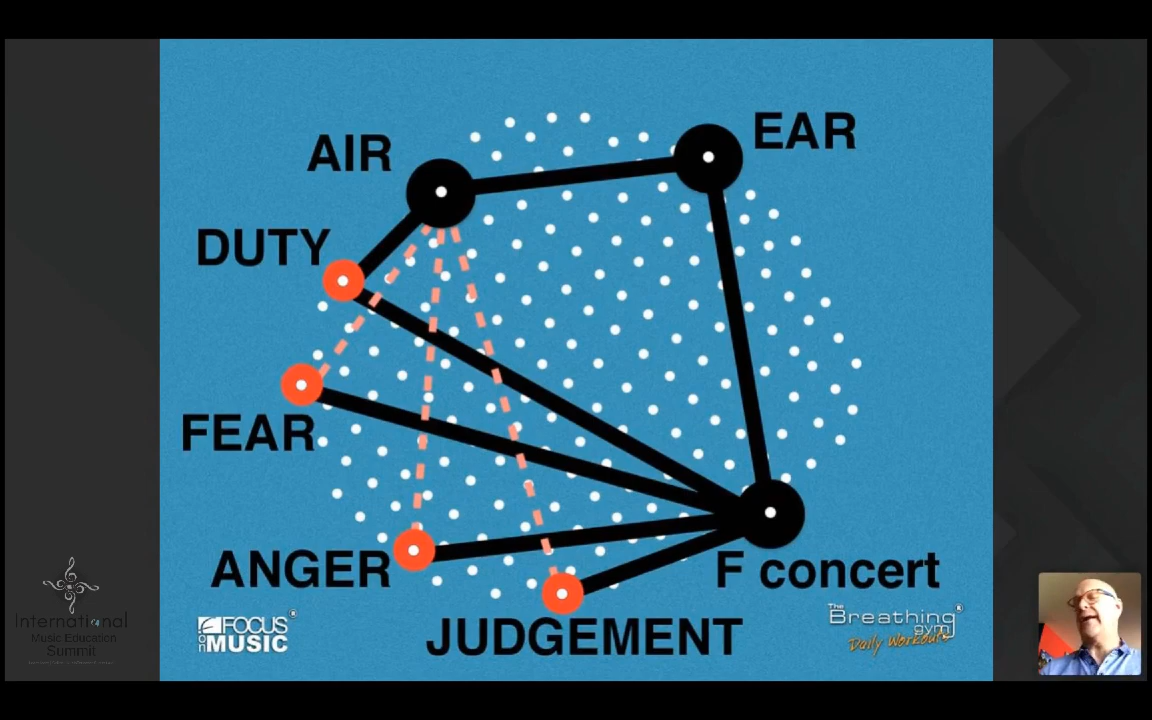 EAR
AIR
DUTY
FEAR
ANGER
F concert
JUDGEMENT
FOCUS
on MUSIC
The
Breathing
gym
Daily Workouts
International
Music Education
Summit